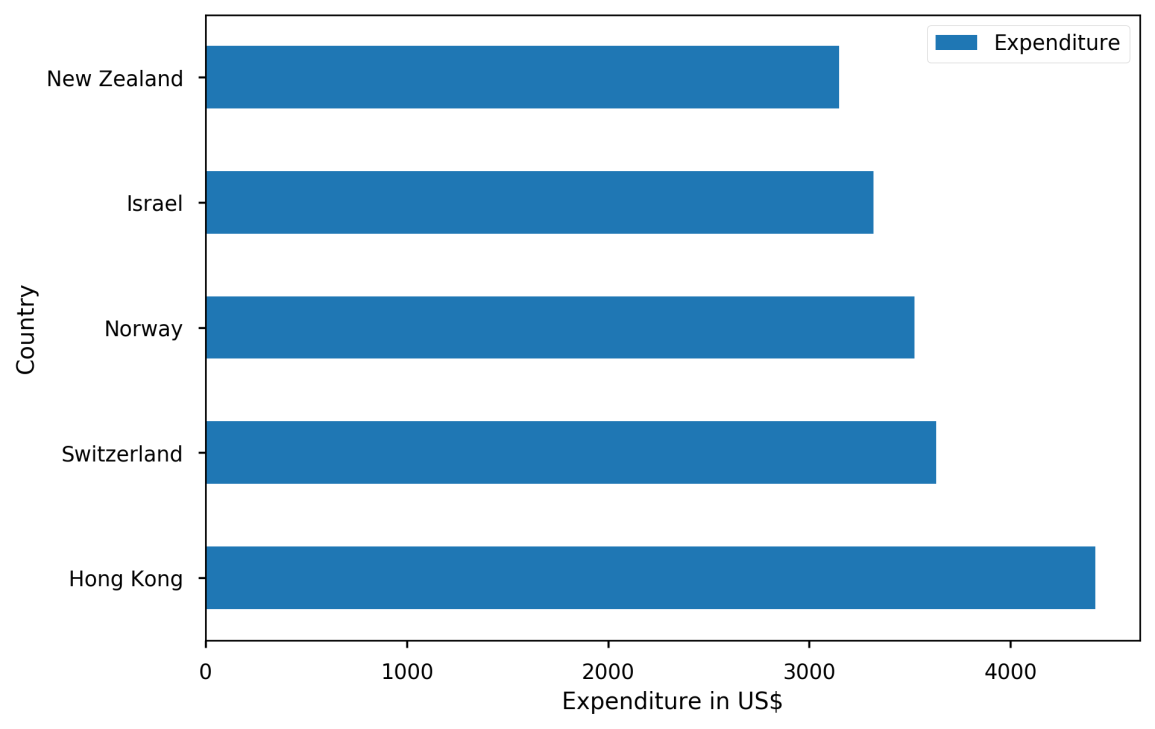 Expenditure
New Zealand
Israel
Norway
Switzerland
Hong Kong
Country
0 1000 2000 3000 4000
Expenditure in US$